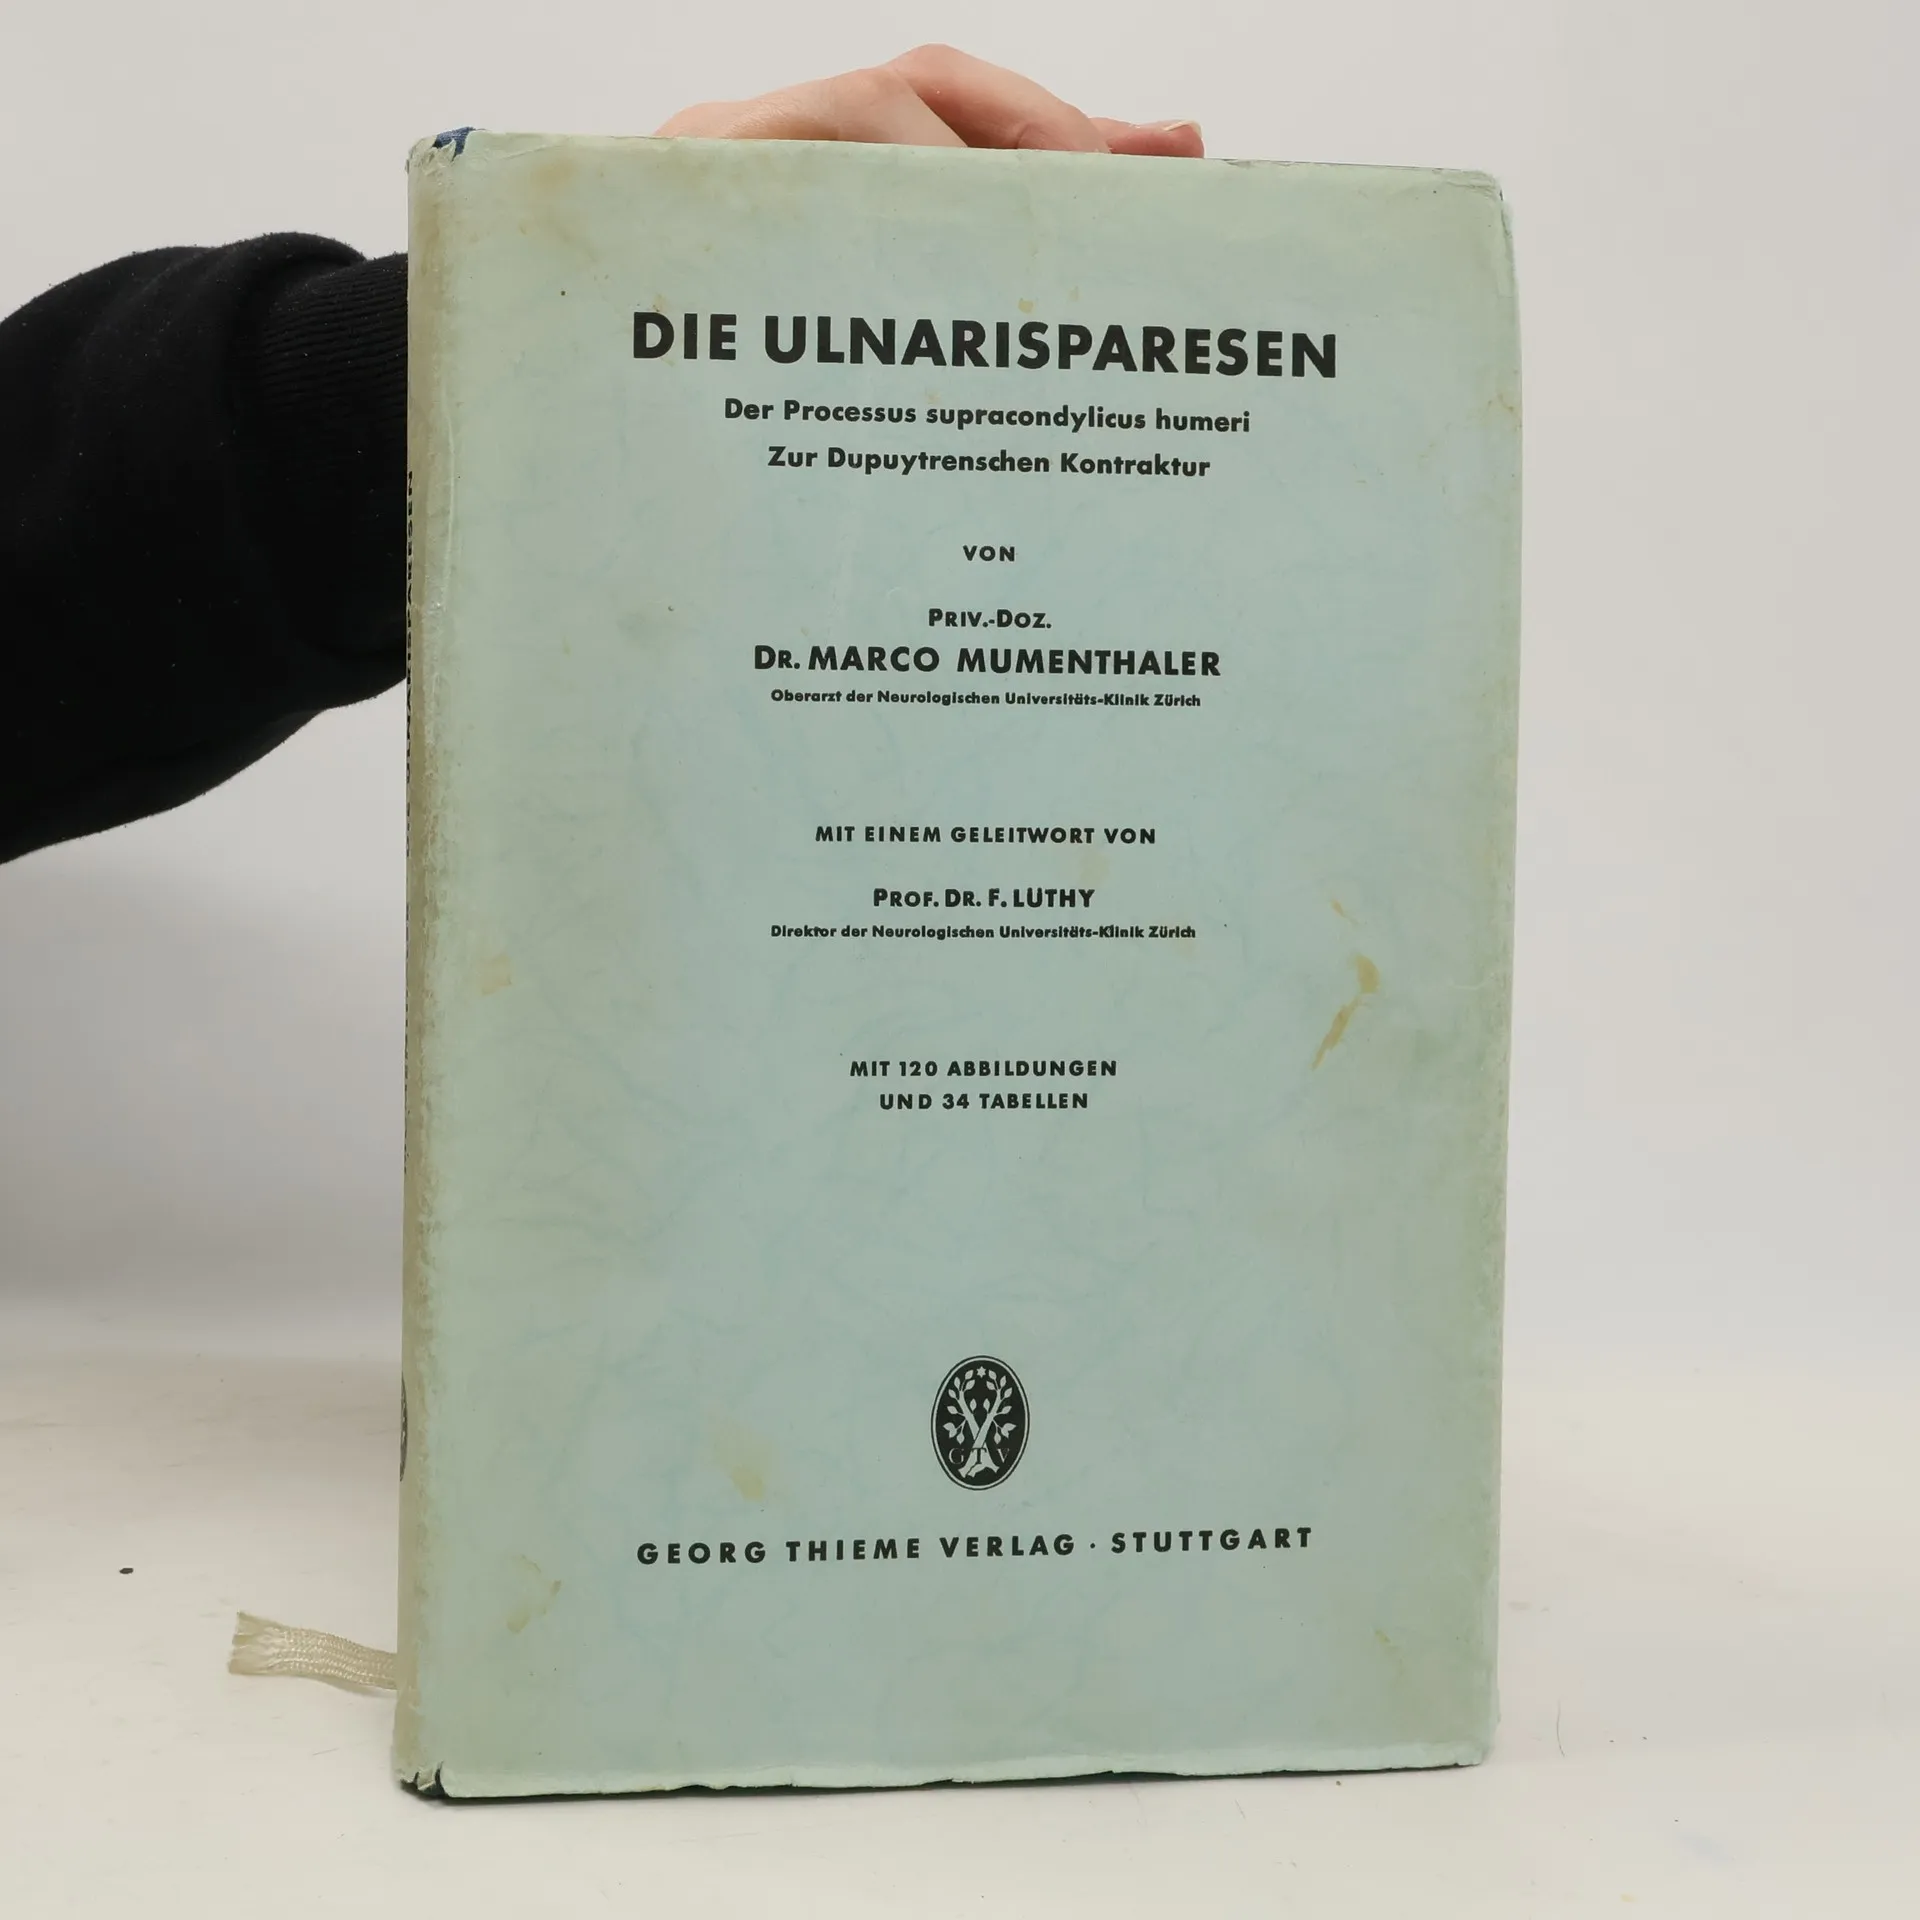 DIE ULNARISPARESEN
Der Processus supracondylicus humeri
Zur Dupuytrenschen Kontraktur
VON
PRIV.-DOZ.
DR. MARCO MUMENTHALER
Oberarzt der Neurologischen Universitäts-Klinik Zürich
MIT EINEM GELEITWORT VON
PROF. DR. F. LÜTHY
Direktor der Neurologischen Universitäts-Klinik Zürich
MIT 120 ABBILDUNGEN
UND 34 TABELLEN
G T V
GEORG THIEME VERLAG · STUTTGART